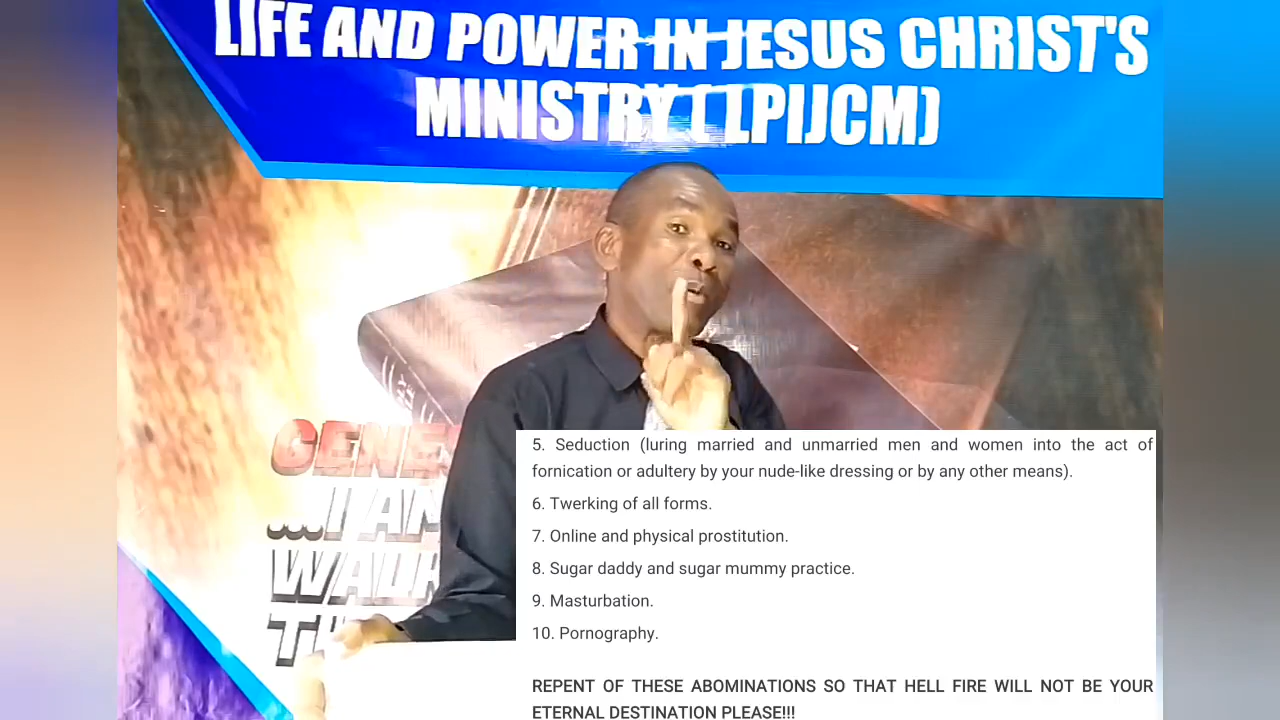 LIFE AND POWER IN JESUS CHRIST'S
MINISTRY (LPIJCM)
GENE
....I AM
WALK
5. Seduction (luring married and unmarried men and women into the act of
fornication or adultery by your nude-like dressing or by any other means).
6. Twerking of all forms.
7. Online and physical prostitution.
8. Sugar daddy and sugar mummy practice.
9. Masturbation.
10. Pornography.
REPENT OF THESE ABOMINATIONS SO THAT HELL FIRE WILL NOT BE YOUR
ETERNAL DESTINATION PLEASE!!!